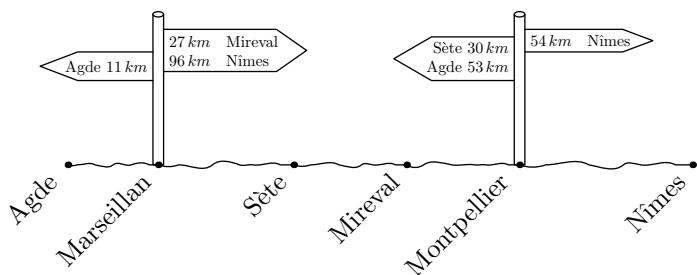 27 km Mireval
96 km Nîmes
Agde 11 km
Sète 30 km
Agde 53 km
54 km Nîmes
Agde
Marseillan
Sète
Mireval
Montpellier
Nîmes